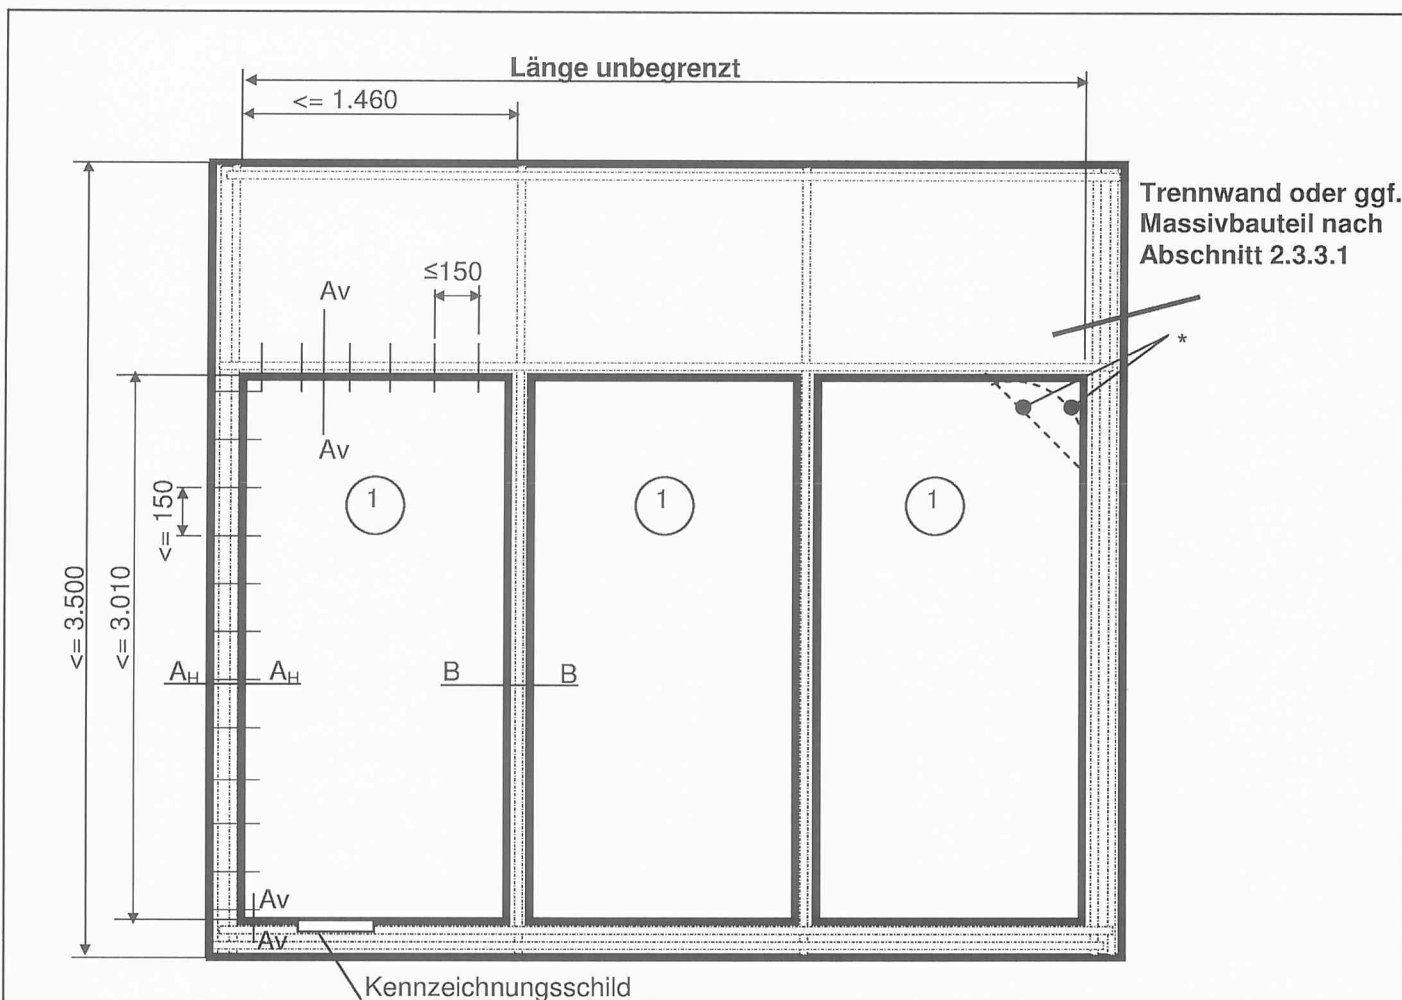 Länge unbegrenzt
<= 1.460
Trennwand oder ggf.
Massivbauteil nach
Abschnitt 2.3.3.1
≤150
Av
*
Av
1
1
1
<= 150
<= 3.500
<= 3.010
AH
AH
B
B
Av
Av
Kennzeichnungsschild